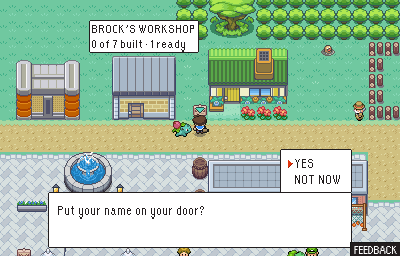 BROCK'S WORKSHOP
0 of 7 built · 1 ready
YES
NOT NOW
Put your name on your door?
FEEDBACK